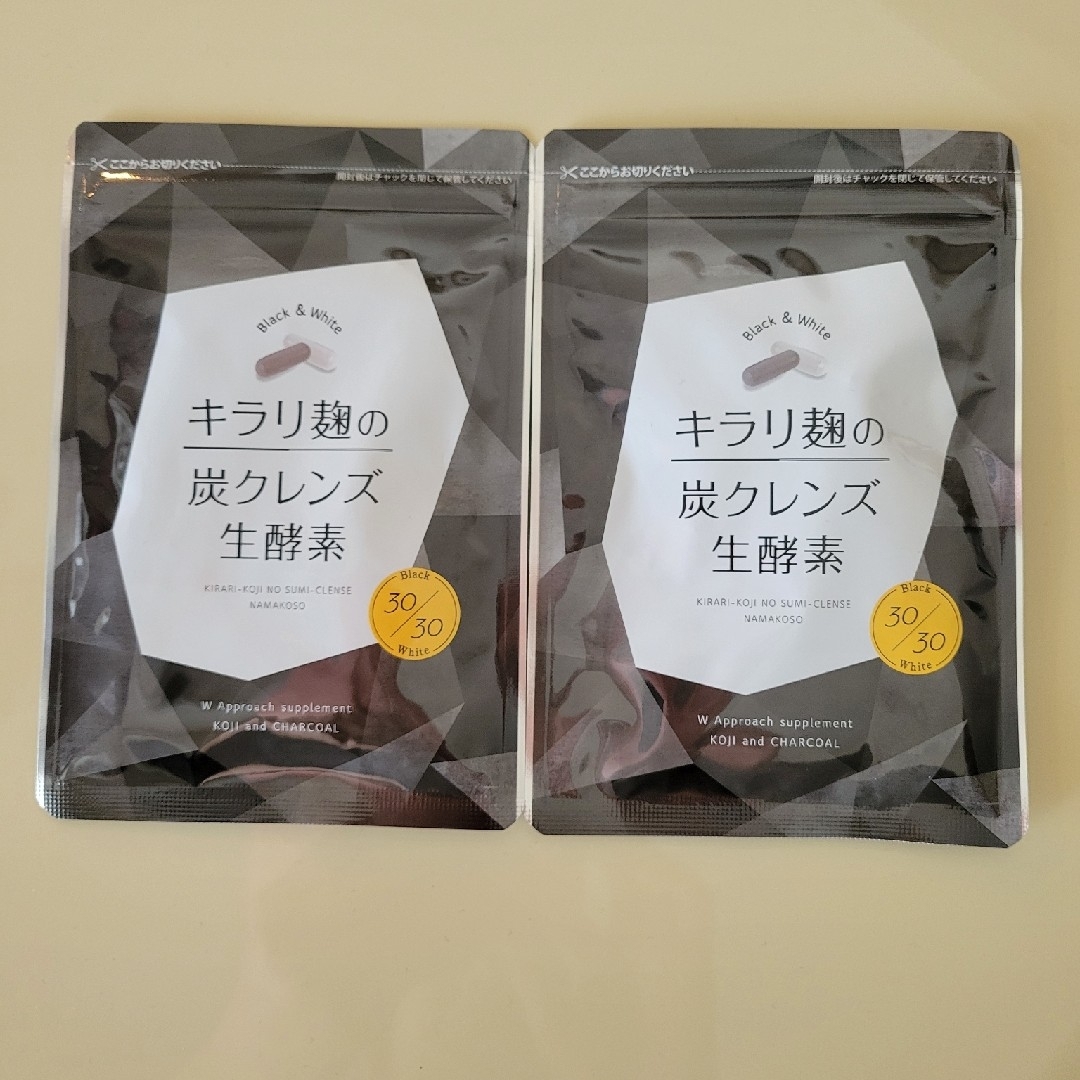 ここからお切りください
開封後はチャックを閉じて保管してください
Black & White
キラリ麹の
炭クレンズ
生酵素
KIRARI-KOJI NO SUMI-CLENSE
NAMAKOSO
Black
30/30
White
W Approach supplement
KOJI and CHARCOAL
ここからお切りください
開封後はチャックを閉じて保管してください
Black & White
キラリ麹の
炭クレンズ
生酵素
KIRARI-KOJI NO SUMI-CLENSE
NAMAKOSO
Black
30/30
White
W Approach supplement
KOJI and CHARCOAL